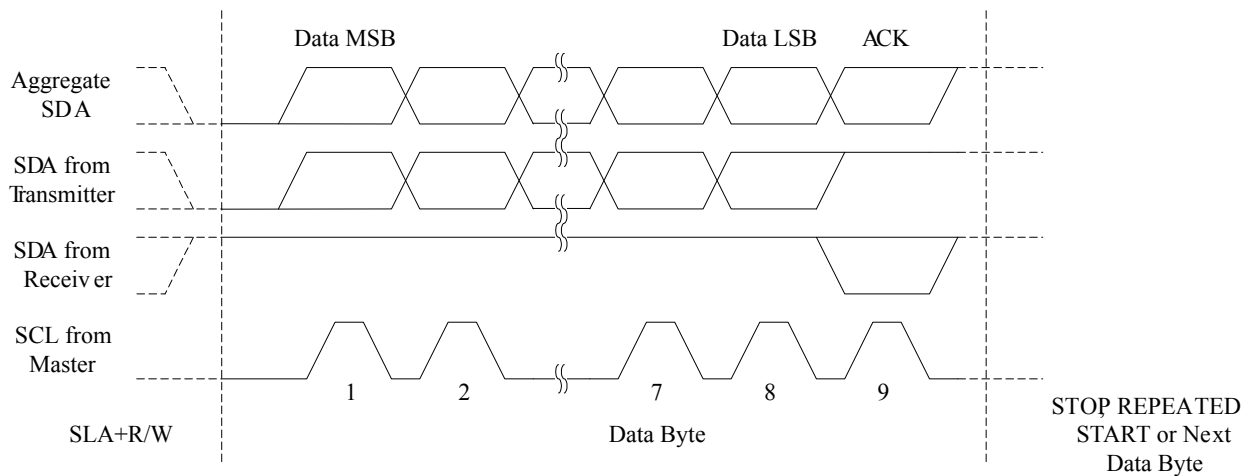 Data MSB
Data LSB
ACK
Aggregate
SDA
SDA from
Transmitter
SDA from
Receiver
SCL from
Master
1
2
7
8
9
SLA+R/W
Data Byte
STOP, REPEATED
START or Next
Data Byte